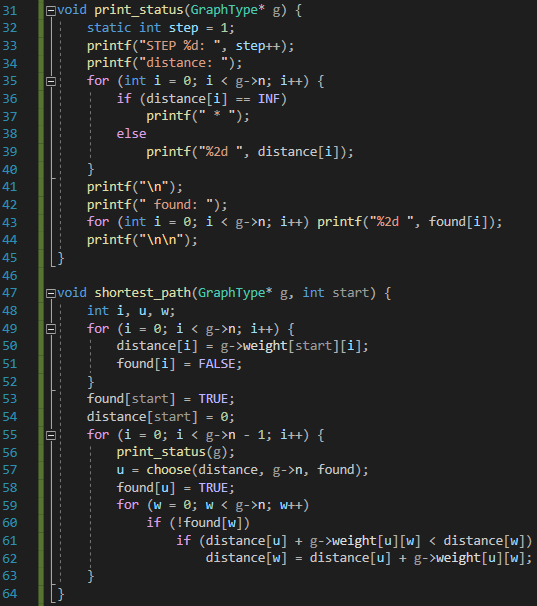 31 void print_status(GraphType* g) {
32     static int step = 1;
33     printf("STEP %d: ", step++);
34     printf("distance: ");
35     for (int i = 0; i < g->n; i++) {
36         if (distance[i] == INF)
37             printf(" * ");
38         else
39             printf("%2d ", distance[i]);
40     }
41     printf("\n");
42     printf(" found: ");
43     for (int i = 0; i < g->n; i++) printf("%2d ", found[i]);
44     printf("\n\n");
45 }
46
47 void shortest_path(GraphType* g, int start) {
48     int i, u, w;
49     for (i = 0; i < g->n; i++) {
50         distance[i] = g->weight[start][i];
51         found[i] = FALSE;
52     }
53     found[start] = TRUE;
54     distance[start] = 0;
55     for (i = 0; i < g->n - 1; i++) {
56         print_status(g);
57         u = choose(distance, g->n, found);
58         found[u] = TRUE;
59         for (w = 0; w < g->n; w++)
60             if (!found[w])
61                 if (distance[u] + g->weight[u][w] < distance[w])
62                     distance[w] = distance[u] + g->weight[u][w];
63     }
64 }